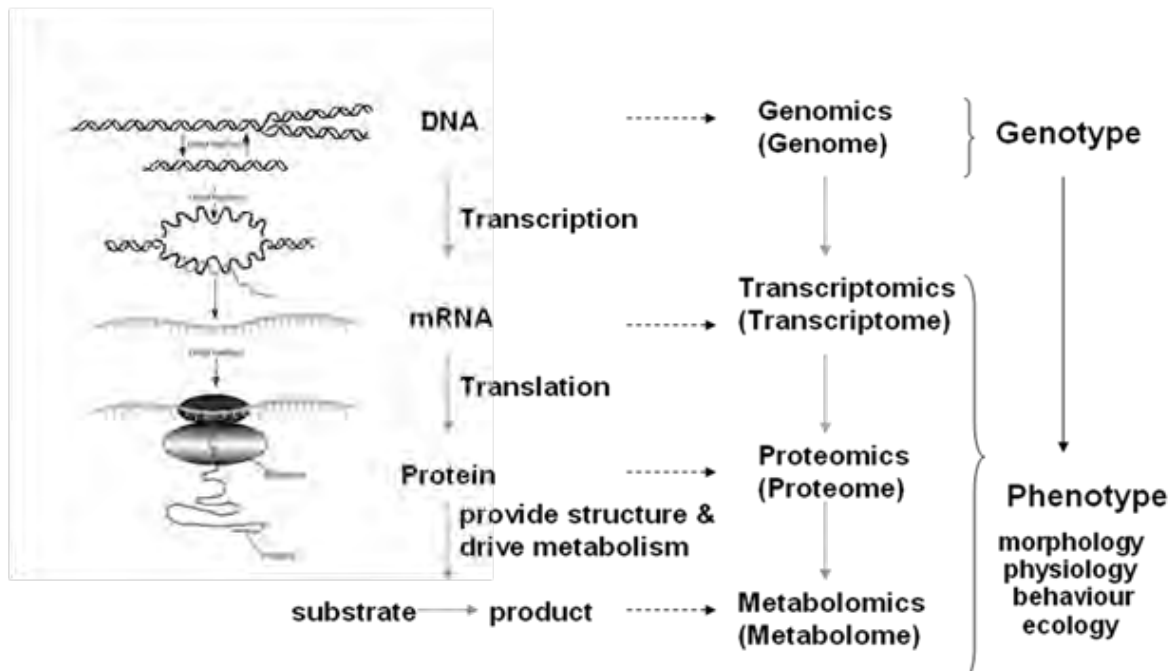 DNA
Genomics
(Genome)
Genotype
Transcription
mRNA
Transcriptomics
(Transcriptome)
Translation
Protein
Proteomics
(Proteome)
Phenotype
provide structure &
drive metabolism
morphology
physiology
behaviour
ecology
substrate
product
Metabolomics
(Metabolome)